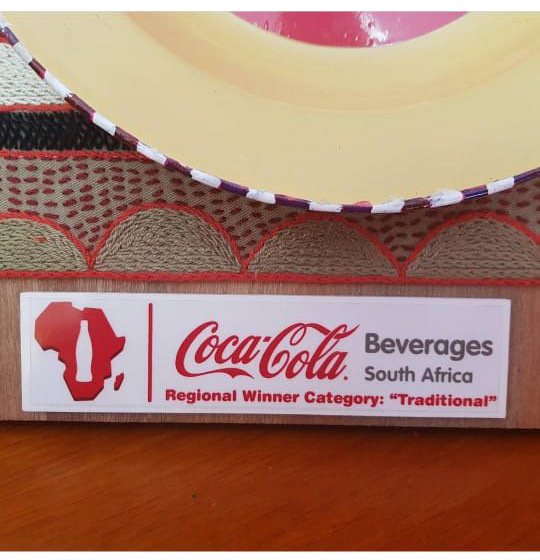 Coca-Cola.
Beverages
South Africa
Regional Winner Category: “Traditional”